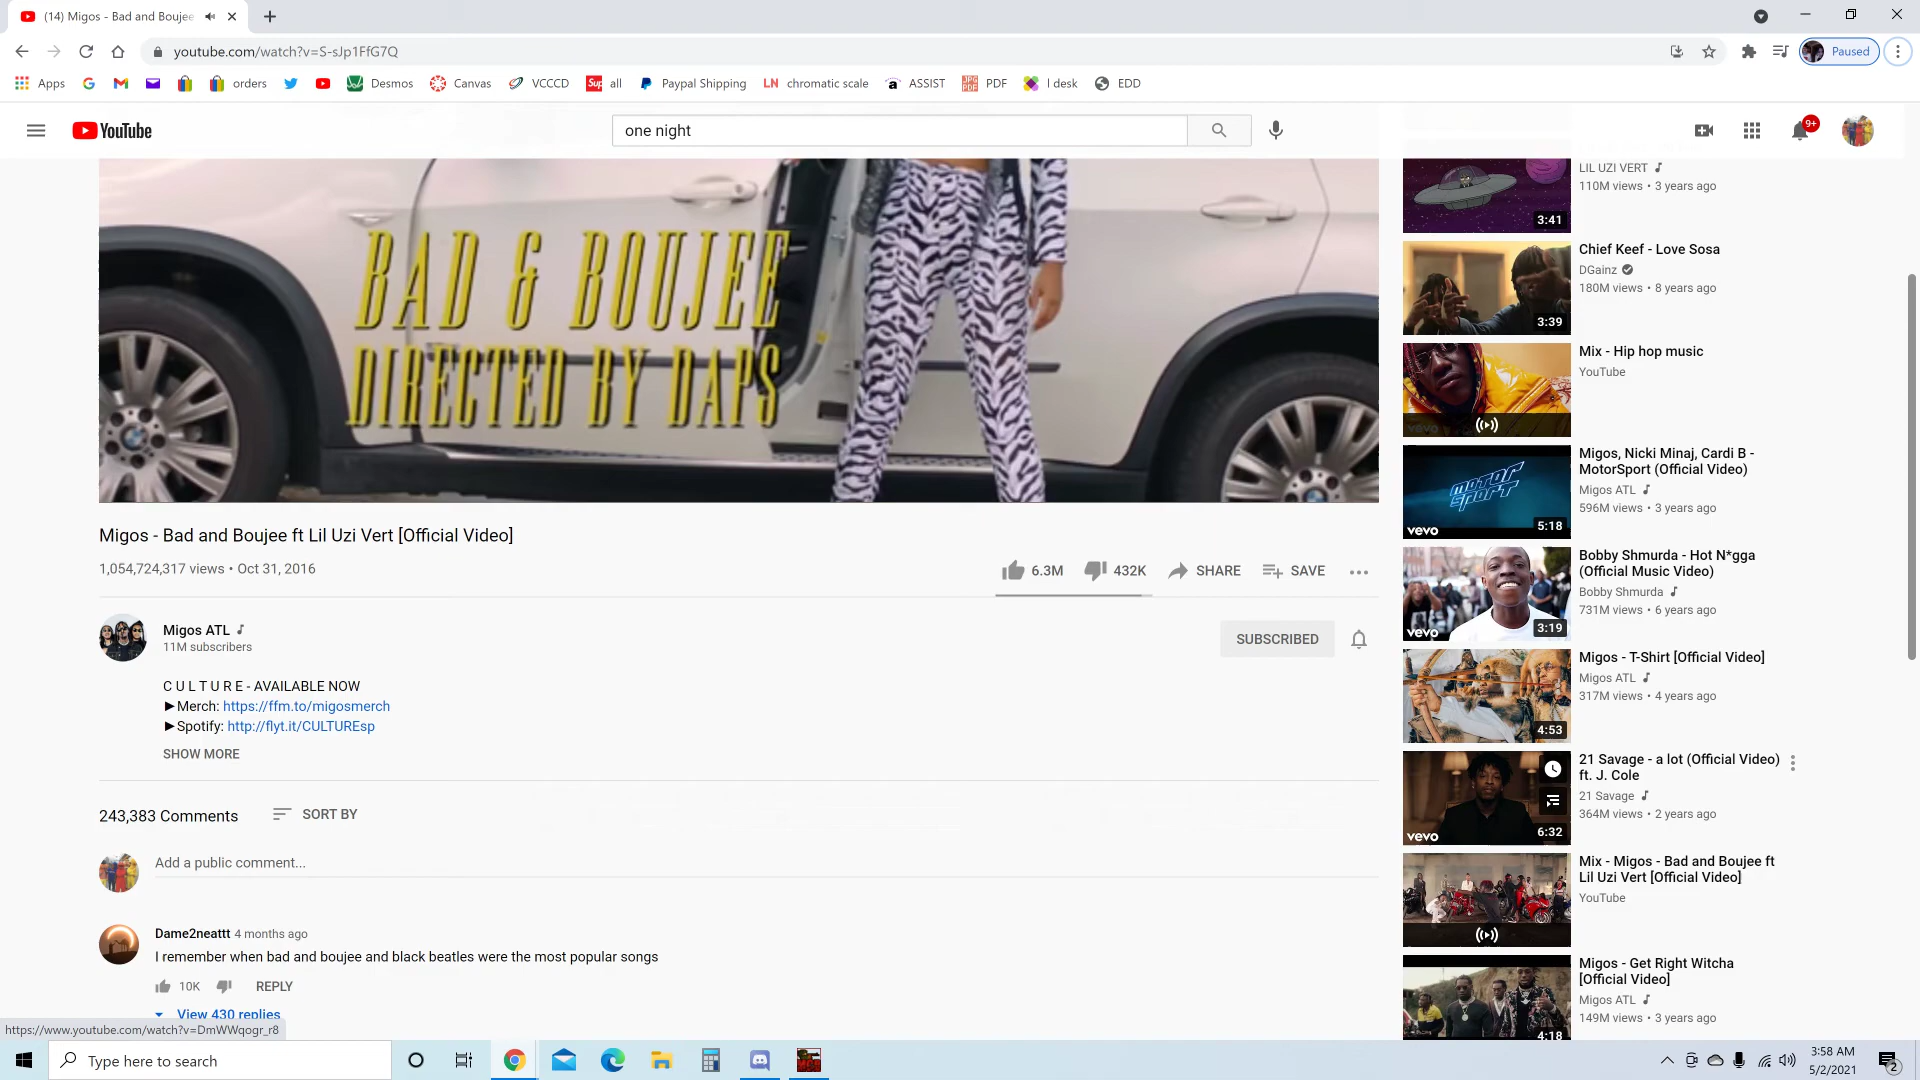 (14) Migos - Bad and Boujee
youtube.com/watch?v=S-sJp1FfG7Q
Paused
Apps
orders
Desmos
Canvas
VCCCD
Sup
all
Paypal Shipping
LN
chromatic scale
a
ASSIST
PDF
I desk
EDD
YouTube
one night
9+
BAD & BOUJEE
DIRECTED BY DAPS
Migos - Bad and Boujee ft Lil Uzi Vert [Official Video]
1,054,724,317 views • Oct 31, 2016
6.3M
432K
SHARE
SAVE
Migos ATL
11M subscribers
SUBSCRIBED
C U L T U R E - AVAILABLE NOW
►Merch: https://ffm.to/migosmerch
►Spotify: http://flyt.it/CULTUREsp
SHOW MORE
243,383 Comments
SORT BY
Add a public comment...
Dame2neattt 4 months ago
I remember when bad and boujee and black beatles were the most popular songs
10K
REPLY
View 430 replies
https://www.youtube.com/watch?v=DmWWqogr_r8
LIL UZI VERT
110M views • 3 years ago
3:41
Chief Keef - Love Sosa
DGainz
180M views • 8 years ago
3:39
Mix - Hip hop music
YouTube
vevo
Migos, Nicki Minaj, Cardi B -
MotorSport (Official Video)
Migos ATL
596M views • 3 years ago
MOTOR
SPORT
vevo
5:18
Bobby Shmurda - Hot N*gga
(Official Music Video)
Bobby Shmurda
731M views • 6 years ago
vevo
3:19
Migos - T-Shirt [Official Video]
Migos ATL
317M views • 4 years ago
4:53
21 Savage - a lot (Official Video)
ft. J. Cole
21 Savage
364M views • 2 years ago
vevo
6:32
Mix - Migos - Bad and Boujee ft
Lil Uzi Vert [Official Video]
YouTube
Migos - Get Right Witcha
[Official Video]
Migos ATL
149M views • 3 years ago
4:18
Type here to search
3:58 AM
5/2/2021
2